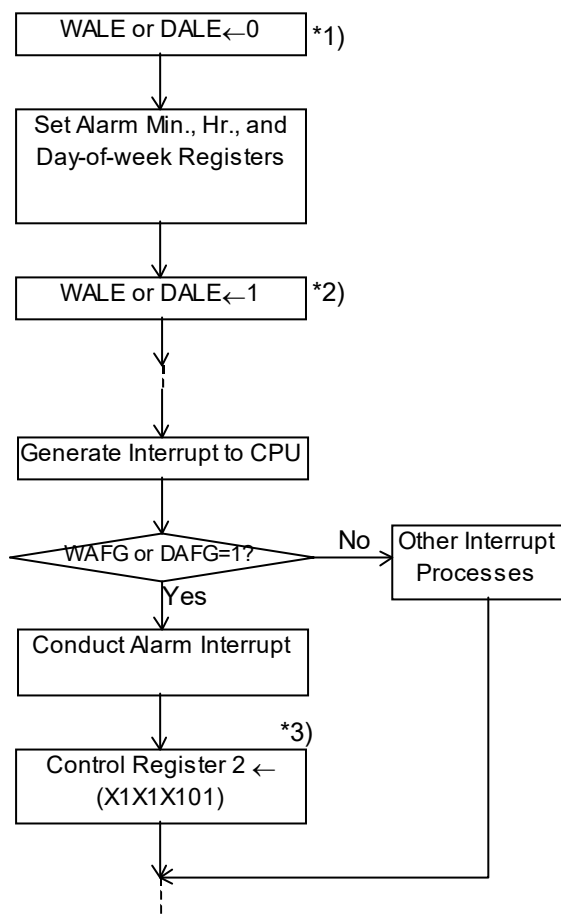 WALE or DALE←0
*1)
Set Alarm Min., Hr., and
Day-of-week Registers
WALE or DALE←1
*2)
Generate Interrupt to CPU
WAFG or DAFG=1?
No
Other Interrupt
Processes
Yes
Conduct Alarm Interrupt
*3)
Control Register 2 ←
(X1X1X101)